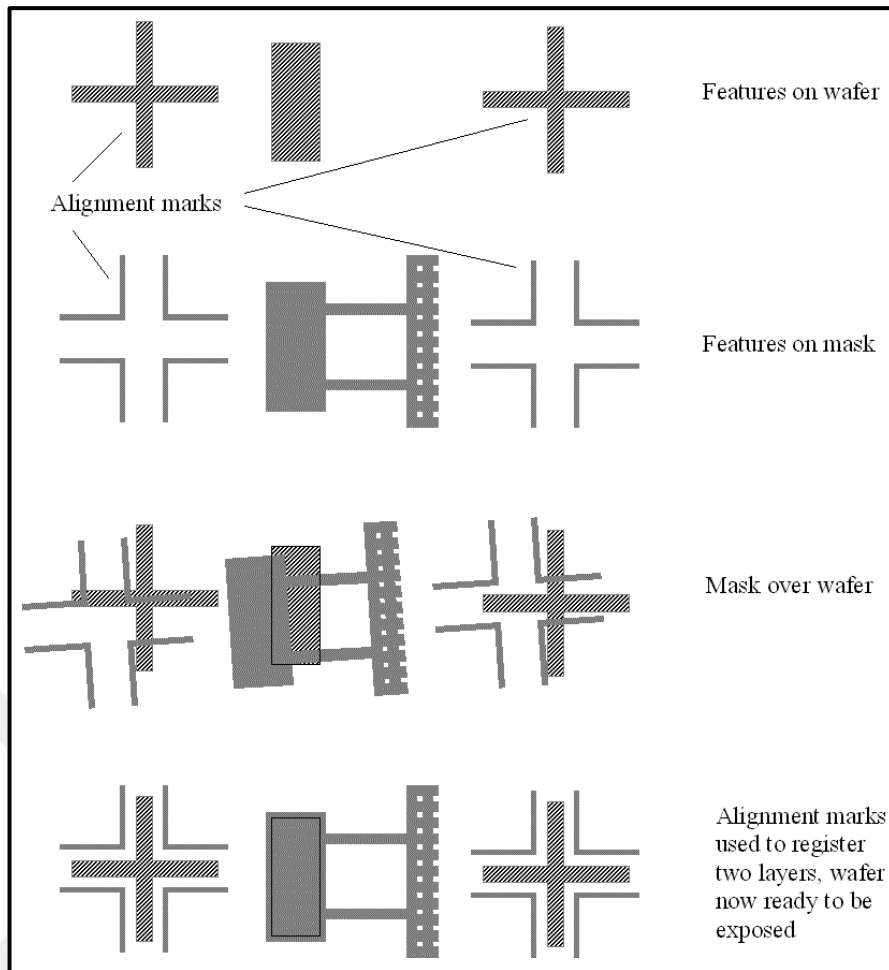 Features on wafer
Alignment marks
Features on mask
Mask over wafer
Alignment marks
used to register
two layers, wafer
now ready to be
exposed